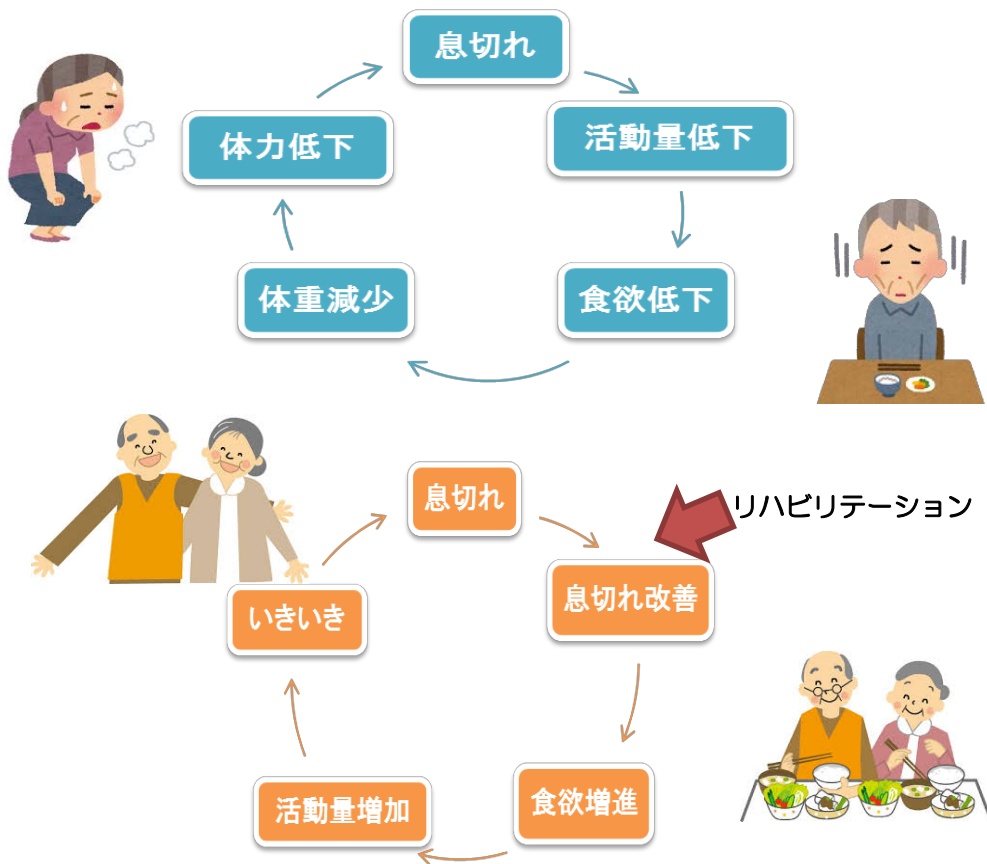 息切れ
活動量低下
食欲低下
体重減少
体力低下
息切れ
リハビリテーション
息切れ改善
食欲増進
活動量増加
いきいき